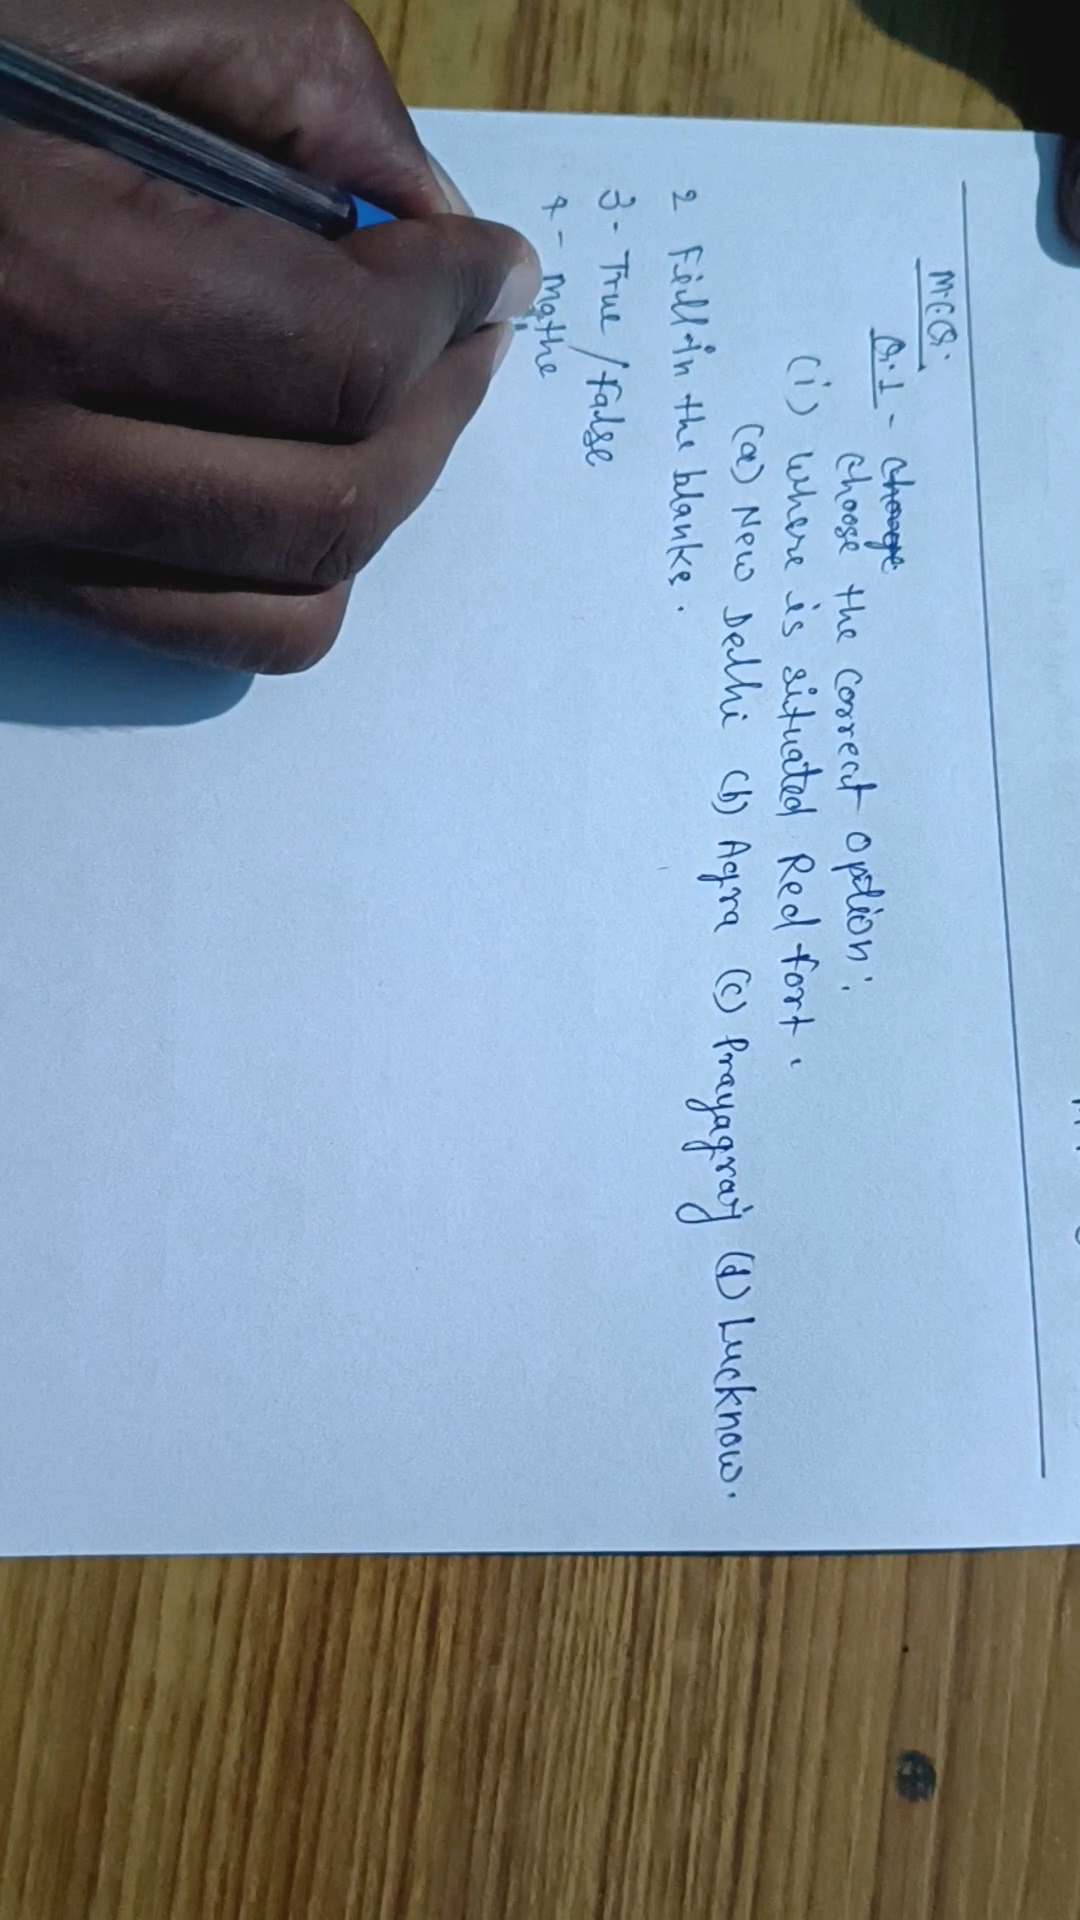 M.C.Q.
Q.1 - choose
choose the correct option:
(i) where is situated Red fort.
(a) New Delhi (b) Agra (c) Prayagraj (d) Lucknow.
2 Fill in the blanks.
3 - True / false
4 - Mathe